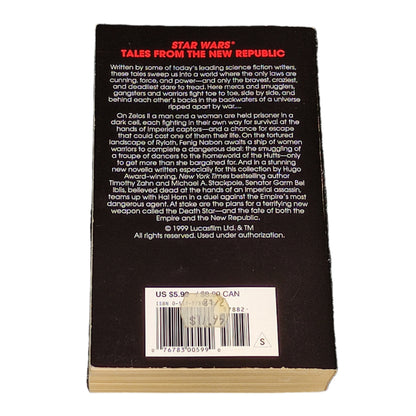 STAR WARS®
TALES FROM THE NEW REPUBLIC
Written by some of today's leading science fiction writers,
these tales sweep us into a world where the only laws are
cunning, force, and power—and only the bravest, craziest,
and deadliest dare to tread. Here mercs and smugglers,
gangsters and warriors fight toe to toe, side by side, and
behind each other's backs in the backwaters of a universe
ripped apart by war....
On Zelos II a man and a woman are held prisoner in a
dark cell, each fighting in their own way for survival at the
hands of Imperial captors—and a chance for escape
that could cost one of them their life. On the tortured
landscape of Ryloth, Fenig Nabon awaits a ship of women
warriors to complete a dangerous deal: the smuggling of
a troupe of dancers to the homeworld of the Hutts—only
to get more than she bargained for. And in a stunning
new novella written especially for this collection by Hugo
Award–winning, New York Times bestselling author
Timothy Zahn and Michael A. Stackpole, Senator Garm Bel
Iblis, believed dead at the hands of an Imperial assassin,
teams up with Hal Horn in a duel against the Empire's most
dangerous agent. At stake are the plans for a terrifying new
weapon called the Death Star—and the fate of both the
Empire and the New Republic.
© 1999 Lucasfilm Ltd. & TM
All rights reserved. Used under authorization.
US $5.99 / $8.99 CAN
ISBN 0-
7882-
S
0 76783 00599 0